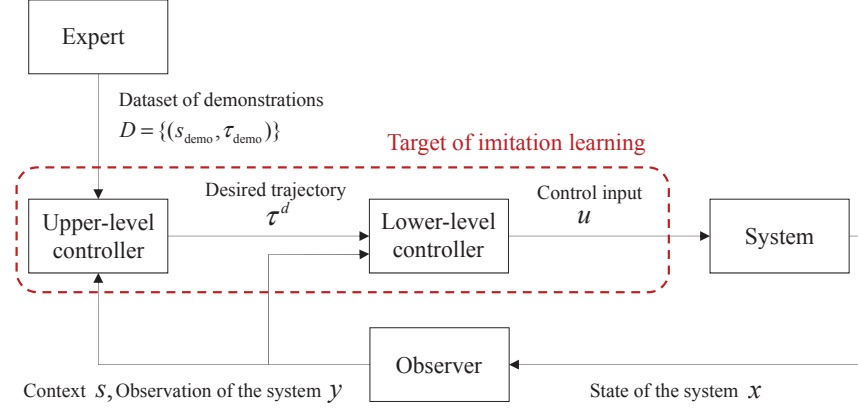 Expert
Dataset of demonstrations
D = {(s_demo, τ_demo)}
Target of imitation learning
Desired trajectory
τ^d
Control input
u
Upper-level
controller
Lower-level
controller
System
Observer
Context s, Observation of the system y
State of the system x